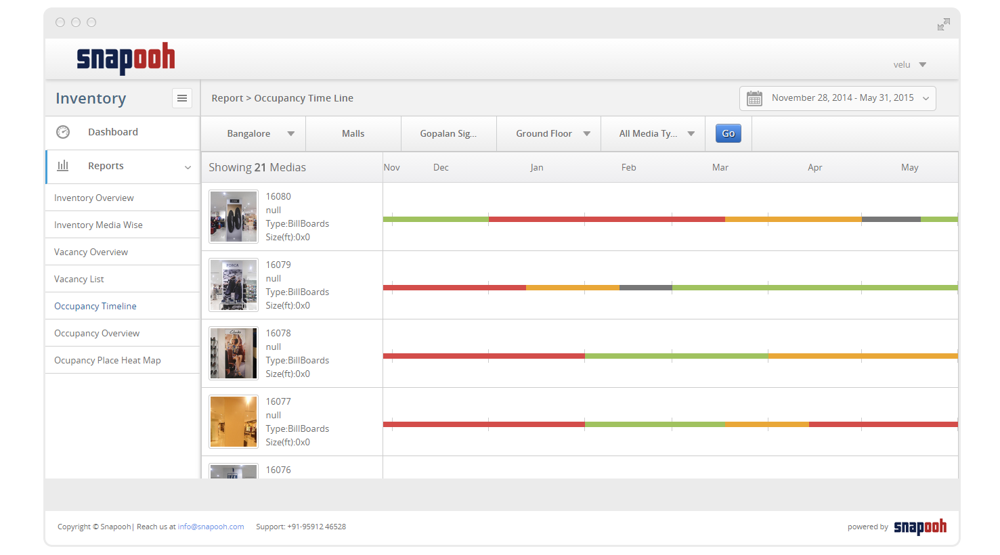 snapooh
velu
Inventory
Report > Occupancy Time Line
November 28, 2014 - May 31, 2015
Dashboard
Bangalore
Malls
Gopalan Sig...
Ground Floor
All Media Ty...
Go
Reports
Showing 21 Medias
Nov
Dec
Jan
Feb
Mar
Apr
May
Inventory Overview
Inventory Media Wise
Vacancy Overview
Vacancy List
Occupancy Timeline
Occupancy Overview
Ocupancy Place Heat Map
16080
null
Type:BillBoards
Size(ft):0x0
FORCA
16079
null
Type:BillBoards
Size(ft):0x0
Clarks
16078
null
Type:BillBoards
Size(ft):0x0
16077
null
Type:BillBoards
Size(ft):0x0
16076
Copyright © Snapooh| Reach us at info@snapooh.com Support: +91-95912 46528
powered by snapooh